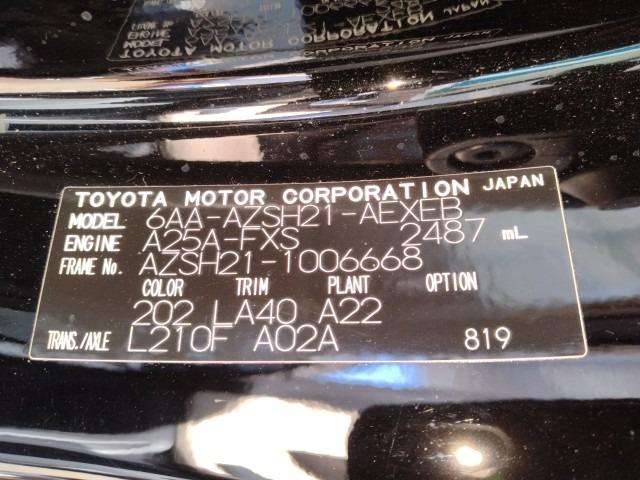 TOYOTA MOTOR CORPORATION JAPAN
MODEL 6AA-AZSH21-AEXEB
ENGINE A25A-FXS 2487 mL
FRAME No. AZSH21-1006668
COLOR TRIM PLANT OPTION
202 LA40 A22
TRANS./AXLE L210F A02A 819